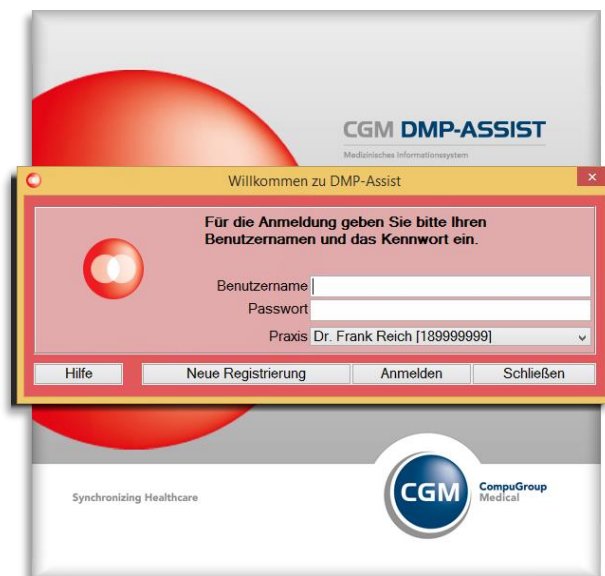 CGM DMP-ASSIST
Medizinisches Informationssystem
Willkommen zu DMP-Assist
Für die Anmeldung geben Sie bitte Ihren
Benutzernamen und das Kennwort ein.
Benutzername
Passwort
Praxis Dr. Frank Reich [189999999]
Hilfe Neue Registrierung Anmelden Schließen
Synchronizing Healthcare
CGM
CompuGroup
Medical